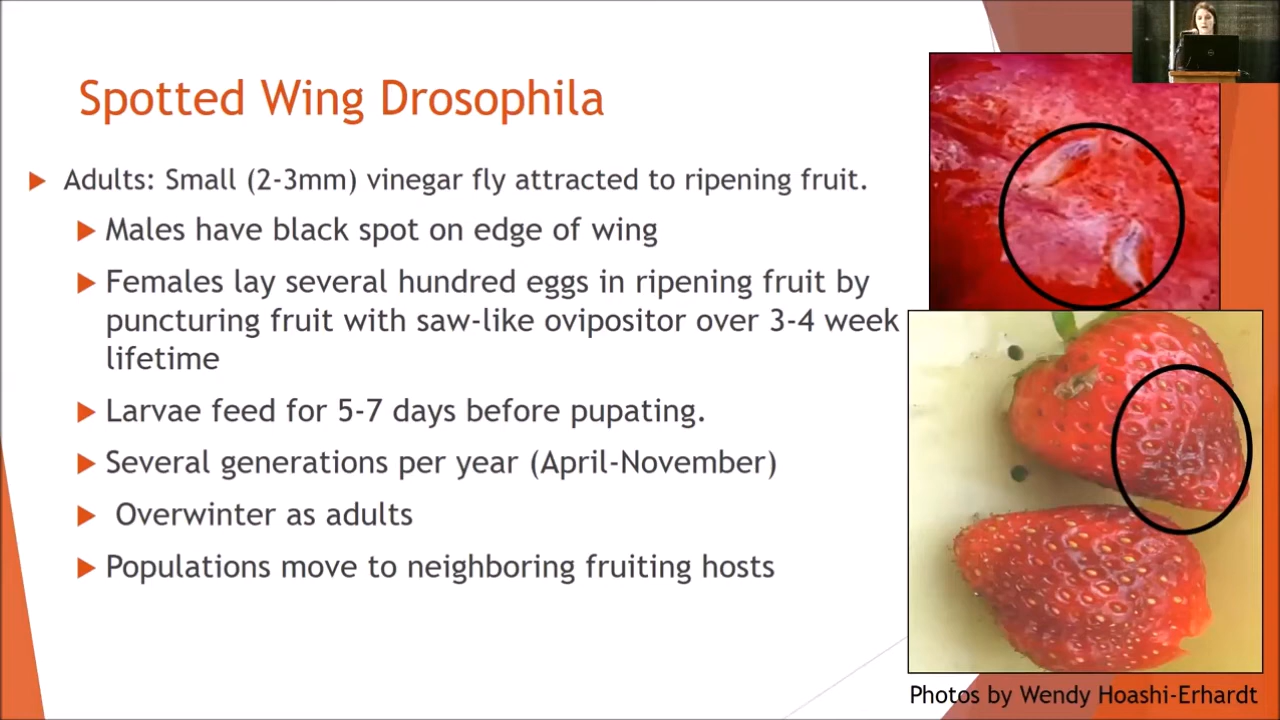 Spotted Wing Drosophila
Adults: Small (2-3mm) vinegar fly attracted to ripening fruit.
Males have black spot on edge of wing
Females lay several hundred eggs in ripening fruit by
puncturing fruit with saw-like ovipositor over 3-4 week
lifetime
Larvae feed for 5-7 days before pupating.
Several generations per year (April-November)
Overwinter as adults
Populations move to neighboring fruiting hosts
Photos by Wendy Hoashi-Erhardt